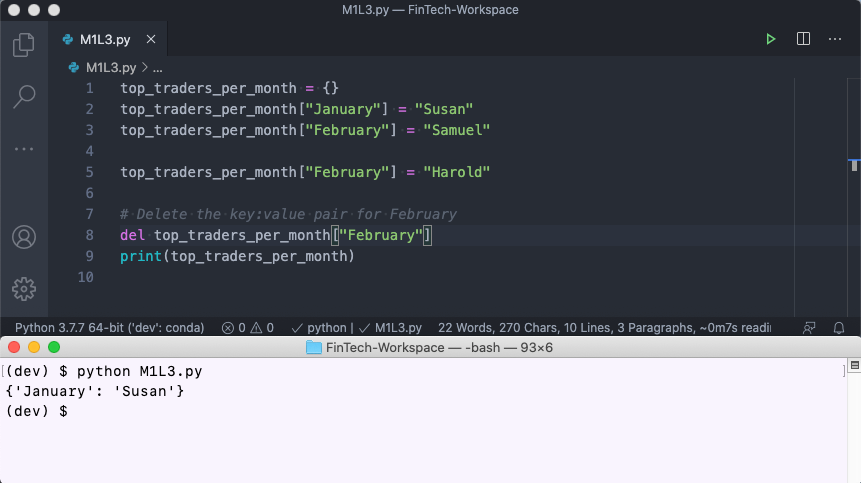 M1L3.py — FinTech-Workspace
M1L3.py
M1L3.py > ...
1 top_traders_per_month = {}
2 top_traders_per_month["January"] = "Susan"
3 top_traders_per_month["February"] = "Samuel"
4
5 top_traders_per_month["February"] = "Harold"
6
7 # Delete the key:value pair for February
8 del top_traders_per_month["February"]
9 print(top_traders_per_month)
10
Python 3.7.7 64-bit ('dev': conda) 0 0 python | M1L3.py 22 Words, 270 Chars, 10 Lines, 3 Paragraphs, ~0m7s readi
FinTech-Workspace — -bash — 93×6
[(dev) $ python M1L3.py ]
{'January': 'Susan'}
(dev) $